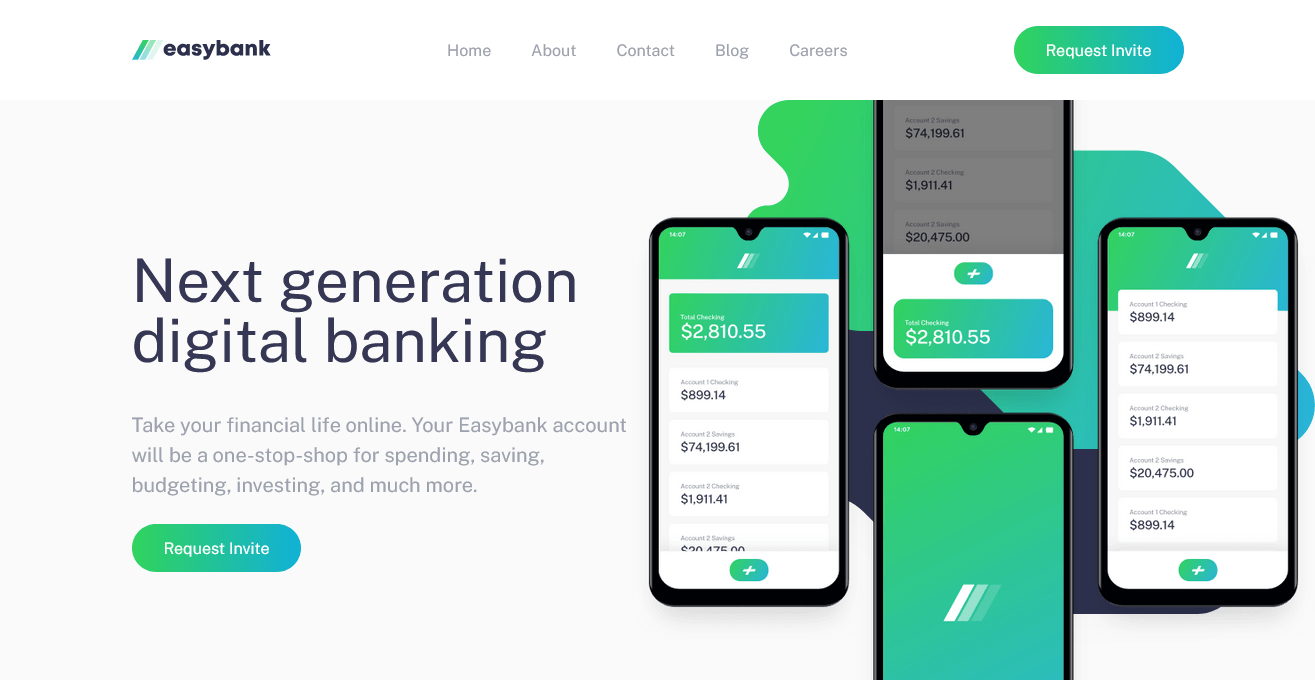 easybank
Home
About
Contact
Blog
Careers
Request Invite
Next generation
digital banking
Take your financial life online. Your Easybank account
will be a one-stop-shop for spending, saving,
budgeting, investing, and much more.
Request Invite
14:07
Total Checking
$2,810.55
Account 1 Checking
$899.14
Account 2 Savings
$74,199.61
Account 2 Checking
$1,911.41
Account 2 Savings
$20,475.00
Account 2 Savings
$74,199.61
Account 2 Checking
$1,911.41
Account 2 Savings
$20,475.00
Total Checking
$2,810.55
14:07
14:07
Account 1 Checking
$899.14
Account 2 Savings
$74,199.61
Account 2 Checking
$1,911.41
Account 2 Savings
$20,475.00
Account 1 Checking
$899.14